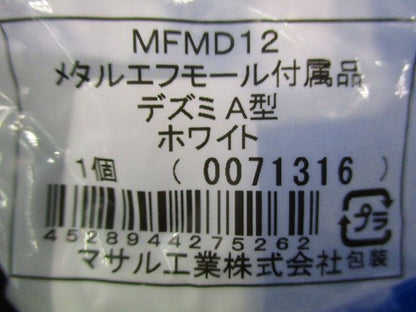 MFMD12
メタルエフモール付属品
デズミA型
ホワイト
1個 (0071316)
4528944275262
プラ
マサル工業株式会社 包装